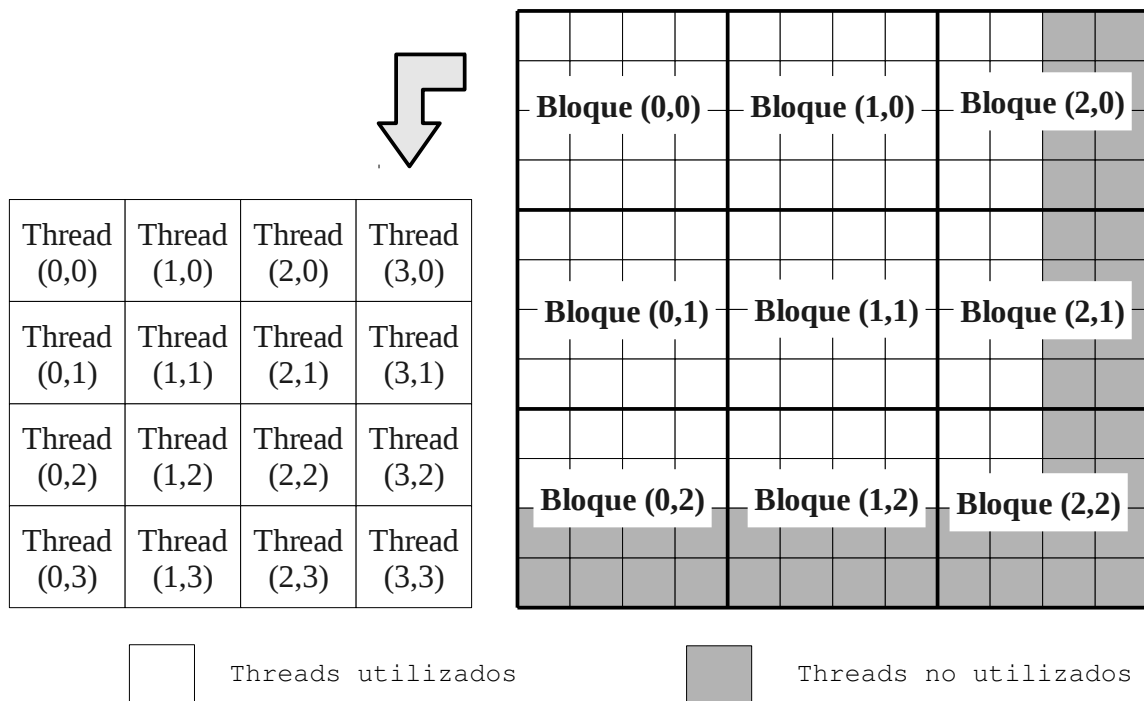 Bloque (0,0)
Bloque (1,0)
Bloque (2,0)
Bloque (0,1)
Bloque (1,1)
Bloque (2,1)
Bloque (0,2)
Bloque (1,2)
Bloque (2,2)
Thread
(0,0)
Thread
(1,0)
Thread
(2,0)
Thread
(3,0)
Thread
(0,1)
Thread
(1,1)
Thread
(2,1)
Thread
(3,1)
Thread
(0,2)
Thread
(1,2)
Thread
(2,2)
Thread
(3,2)
Thread
(0,3)
Thread
(1,3)
Thread
(2,3)
Thread
(3,3)
Threads utilizados
Threads no utilizados